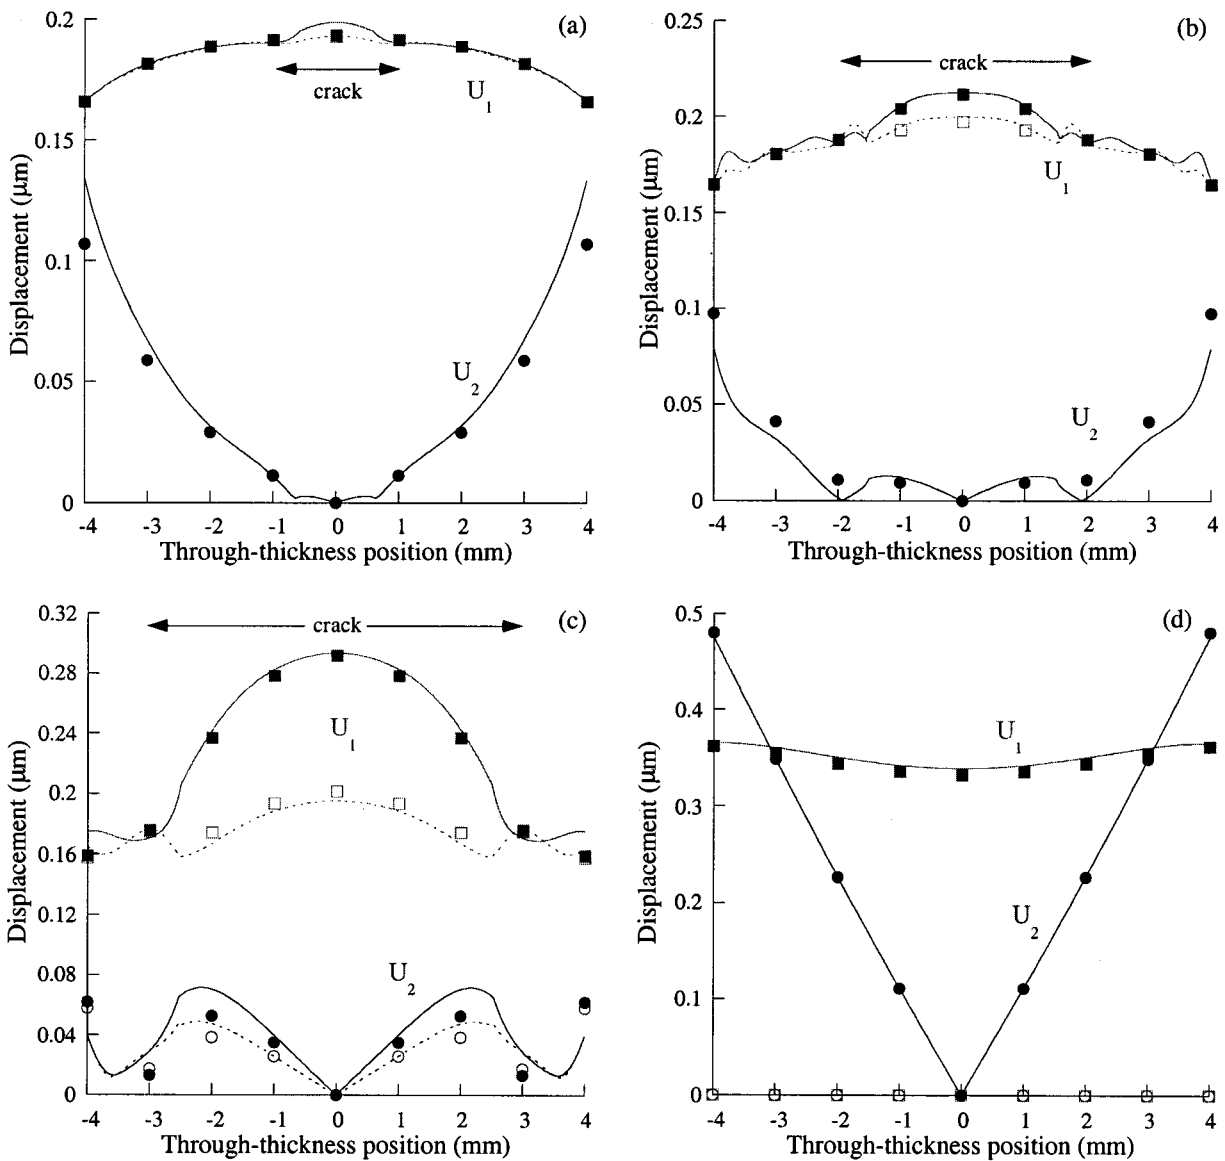 (a)
0.2
0.15
0.1
0.05
0
Displacement (μm)
crack
U1
U2
-4 -3 -2 -1 0 1 2 3 4
Through-thickness position (mm)
(b)
0.25
0.2
0.15
0.1
0.05
0
Displacement (μm)
crack
U1
U2
-4 -3 -2 -1 0 1 2 3 4
Through-thickness position (mm)
(c)
0.32
0.28
0.24
0.2
0.16
0.12
0.08
0.04
0
Displacement (μm)
crack
U1
U2
-4 -3 -2 -1 0 1 2 3 4
Through-thickness position (mm)
(d)
0.5
0.4
0.3
0.2
0.1
0
Displacement (μm)
U1
U2
-4 -3 -2 -1 0 1 2 3 4
Through-thickness position (mm)